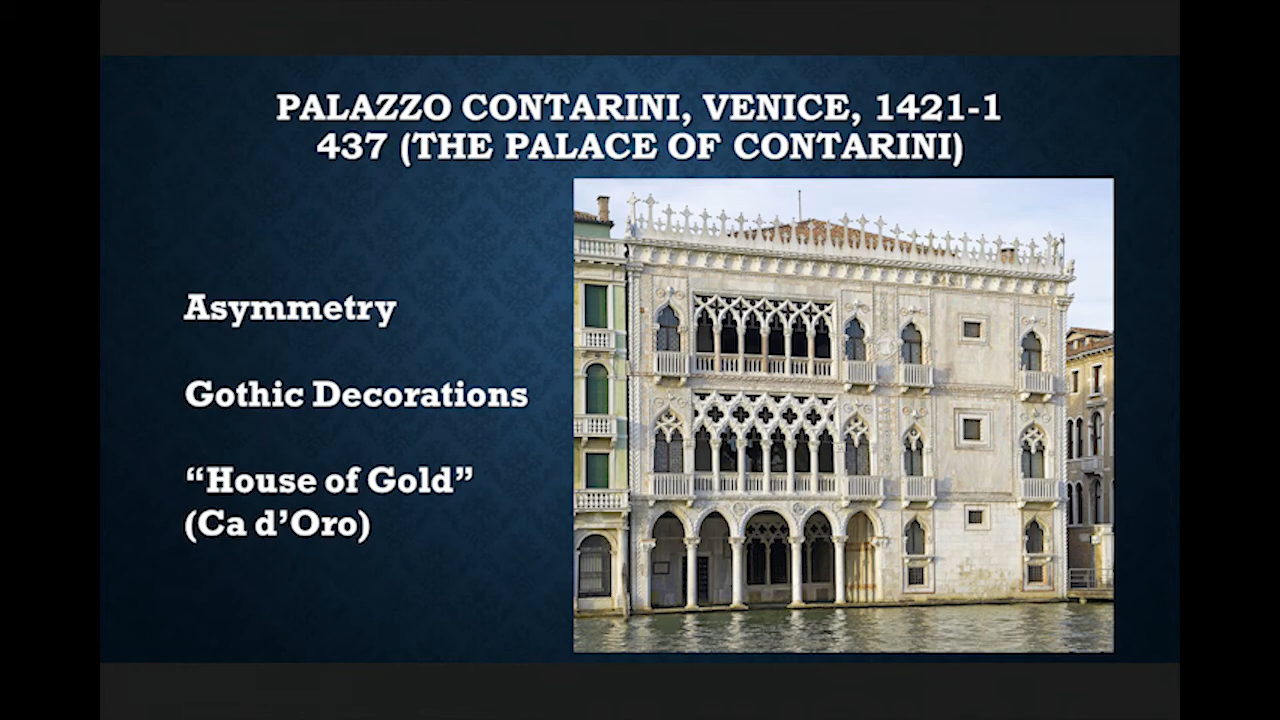 PALAZZO CONTARINI, VENICE, 1421-1
437 (THE PALACE OF CONTARINI)
Asymmetry
Gothic Decorations
“House of Gold”
(Ca d’Oro)